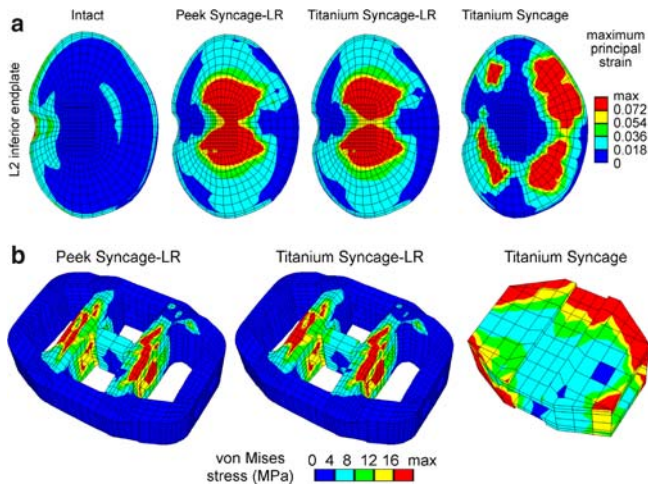 a
Intact
Peek Syncage-LR
Titanium Syncage-LR
Titanium Syncage
L2 inferior endplate
maximum
principal
strain
max
0.072
0.054
0.036
0.018
0
b
Peek Syncage-LR
Titanium Syncage-LR
Titanium Syncage
von Mises
stress (MPa)
0 4 8 12 16 max